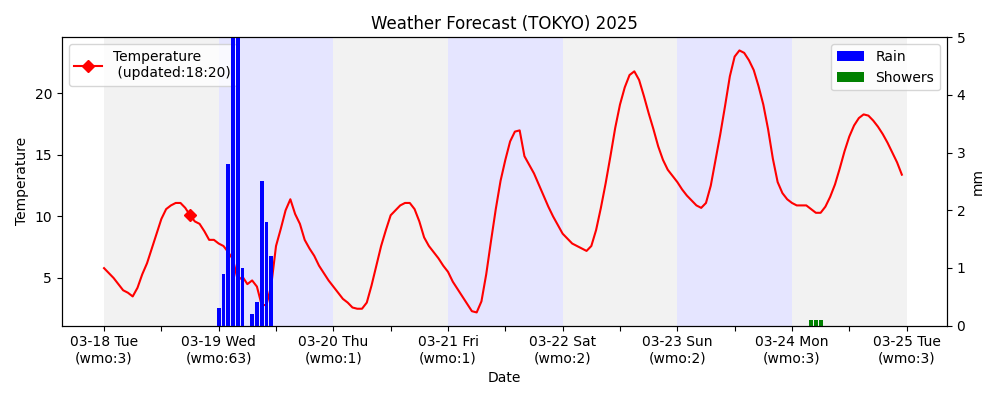 Weather Forecast (TOKYO) 2025
Temperature
(updated:18:20)
Rain
Showers
Temperature
20
15
10
5
mm
5
4
3
2
1
0
03-18 Tue
(wmo:3)
03-19 Wed
(wmo:63)
03-20 Thu
(wmo:1)
03-21 Fri
(wmo:1)
03-22 Sat
(wmo:2)
03-23 Sun
(wmo:2)
03-24 Mon
(wmo:3)
03-25 Tue
(wmo:3)
Date